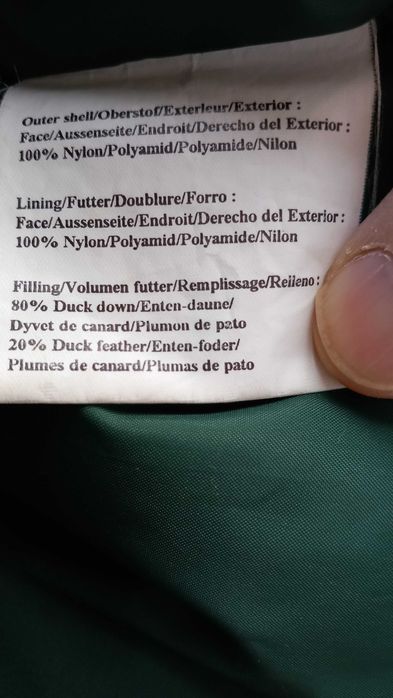 Outer shell/Oberstof/Exterieur/Exterior :
Face/Aussenseite/Endroit/Derecho del Exterior :
100% Nylon/Polyamid/Polyamide/Nilon
Lining/Futter/Doublure/Forro :
Face/Aussenseite/Endroit/Derecho del Exterior :
100% Nylon/Polyamid/Polyamide/Nilon
Filling/Volumen futter/Remplissage/Reileno :
80% Duck down/Enten-daune/
Dyvet de canard/Plumon de pato
20% Duck feather/Enten-foder/
Plumes de canard/Plumas de pato